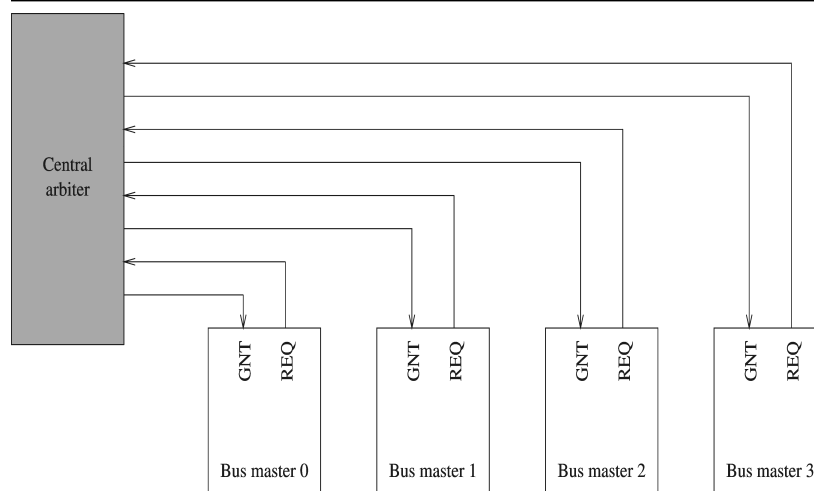 Central
arbiter
GNT
REQ
GNT
REQ
GNT
REQ
GNT
REQ
Bus master 0
Bus master 1
Bus master 2
Bus master 3